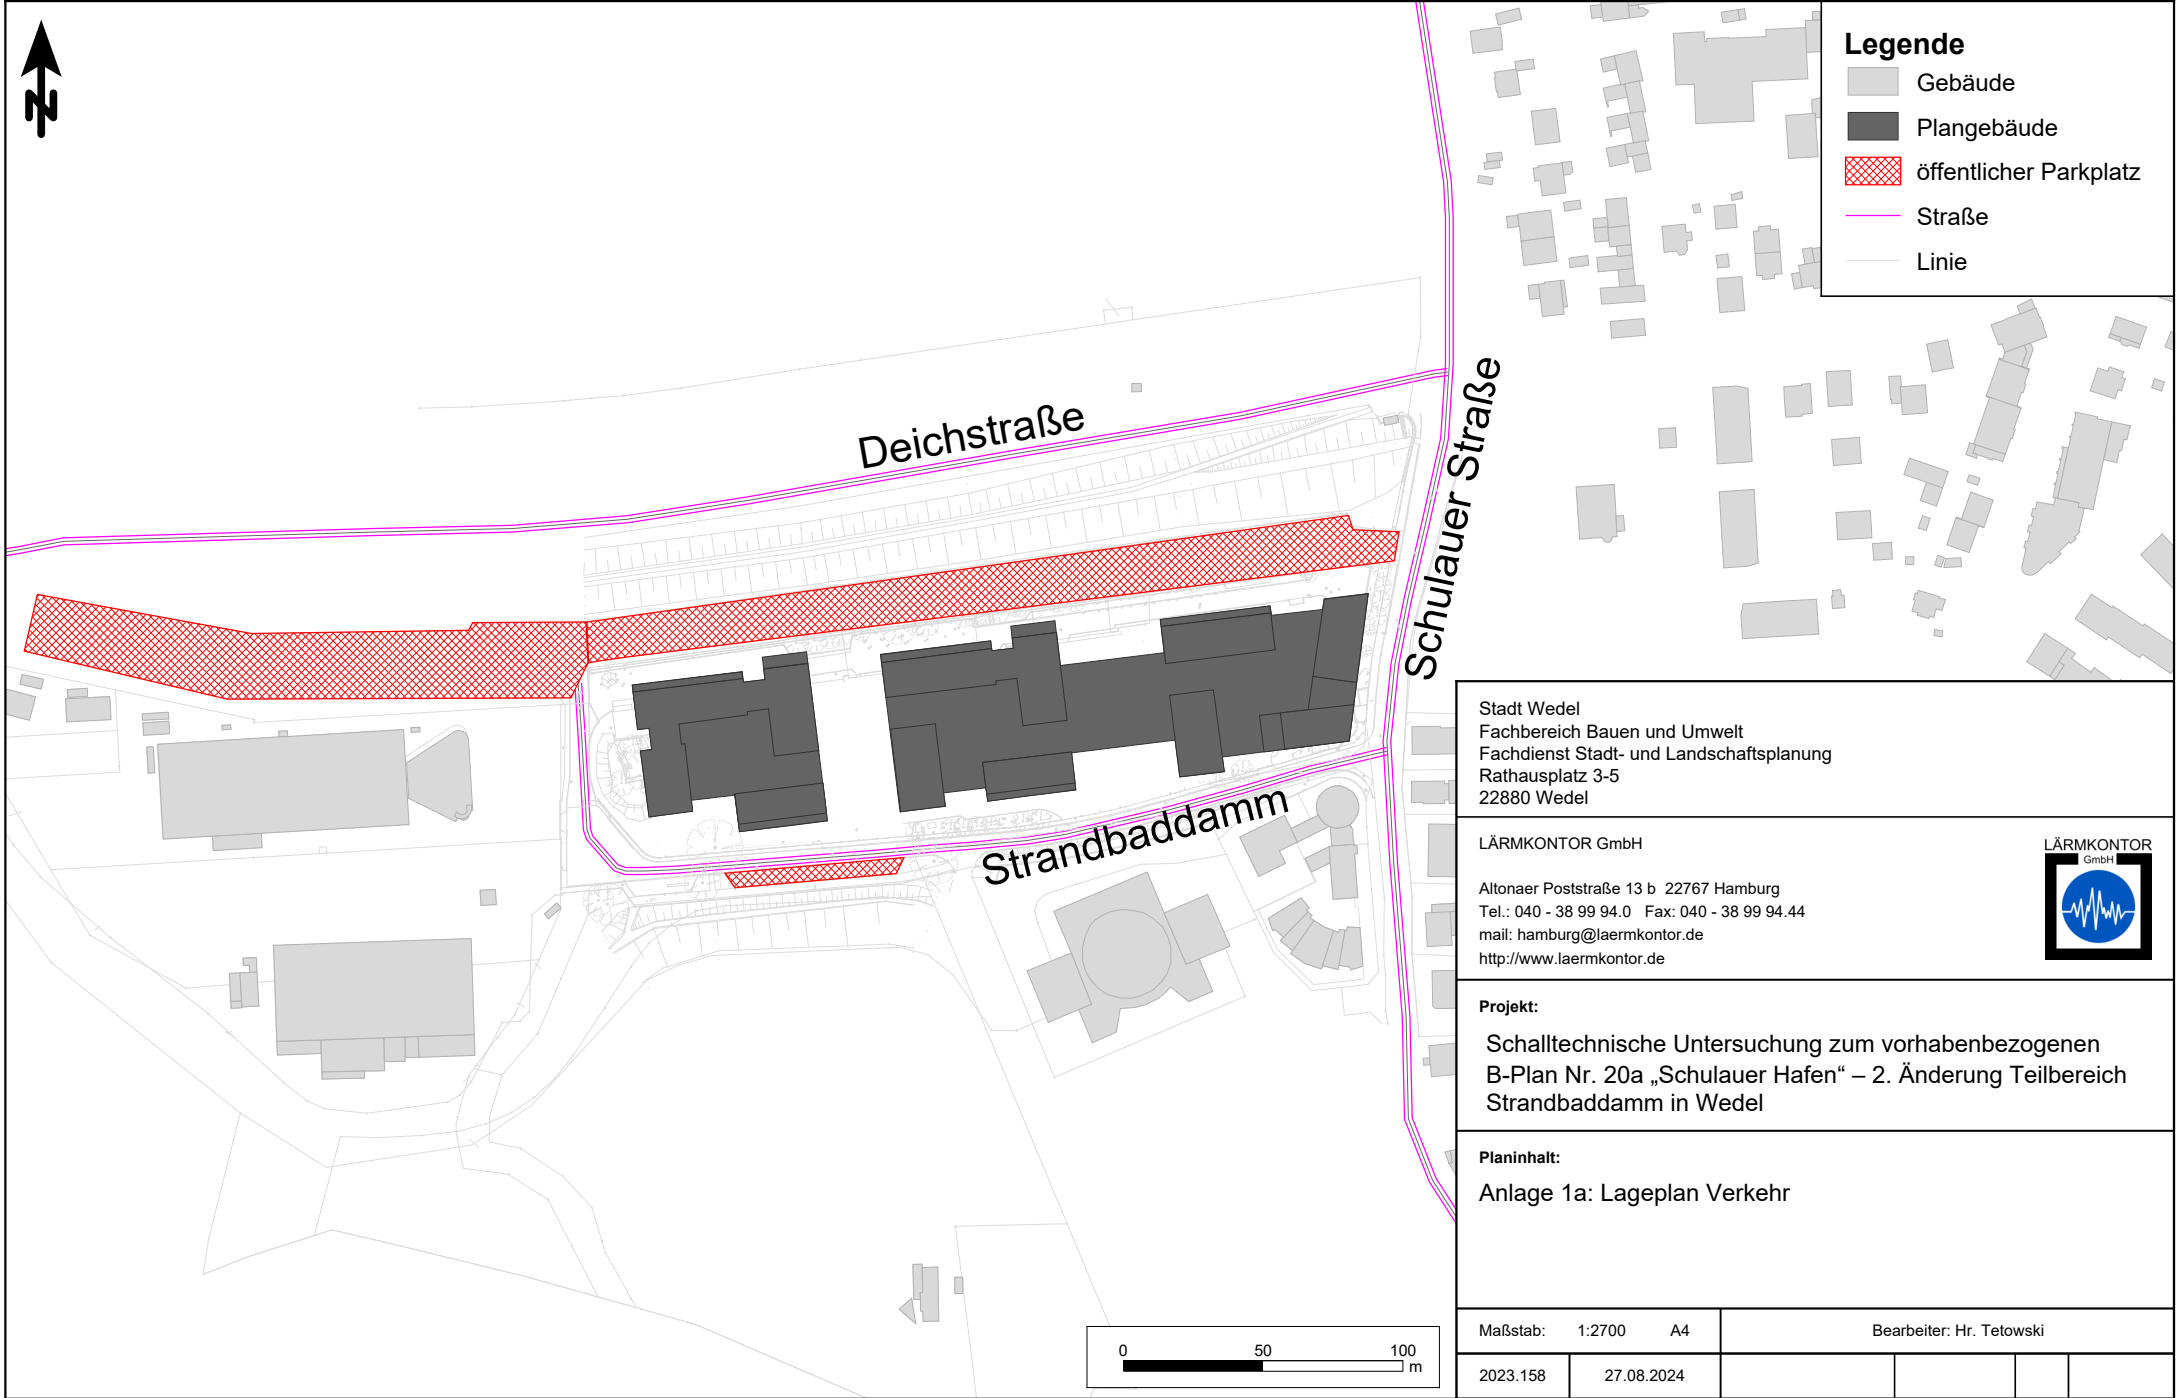 N
Legende
Gebäude
Plangebäude
öffentlicher Parkplatz
Straße
Linie
Deichstraße
Schulauer Straße
Strandbaddamm
Stadt Wedel
Fachbereich Bauen und Umwelt
Fachdienst Stadt- und Landschaftsplanung
Rathausplatz 3-5
22880 Wedel
LÄRMKONTOR GmbH
Altonaer Poststraße 13 b 22767 Hamburg
Tel.: 040 - 38 99 94.0 Fax: 040 - 38 99 94.44
mail: hamburg@laermkontor.de
http://www.laermkontor.de
LÄRMKONTOR
GmbH
Projekt:
Schalltechnische Untersuchung zum vorhabenbezogenen
B-Plan Nr. 20a „Schulauer Hafen“ – 2. Änderung Teilbereich
Strandbaddamm in Wedel
Planinhalt:
Anlage 1a: Lageplan Verkehr
0 50 100
m
Maßstab: 1:2700 A4
Bearbeiter: Hr. Tetowski
2023.158 27.08.2024